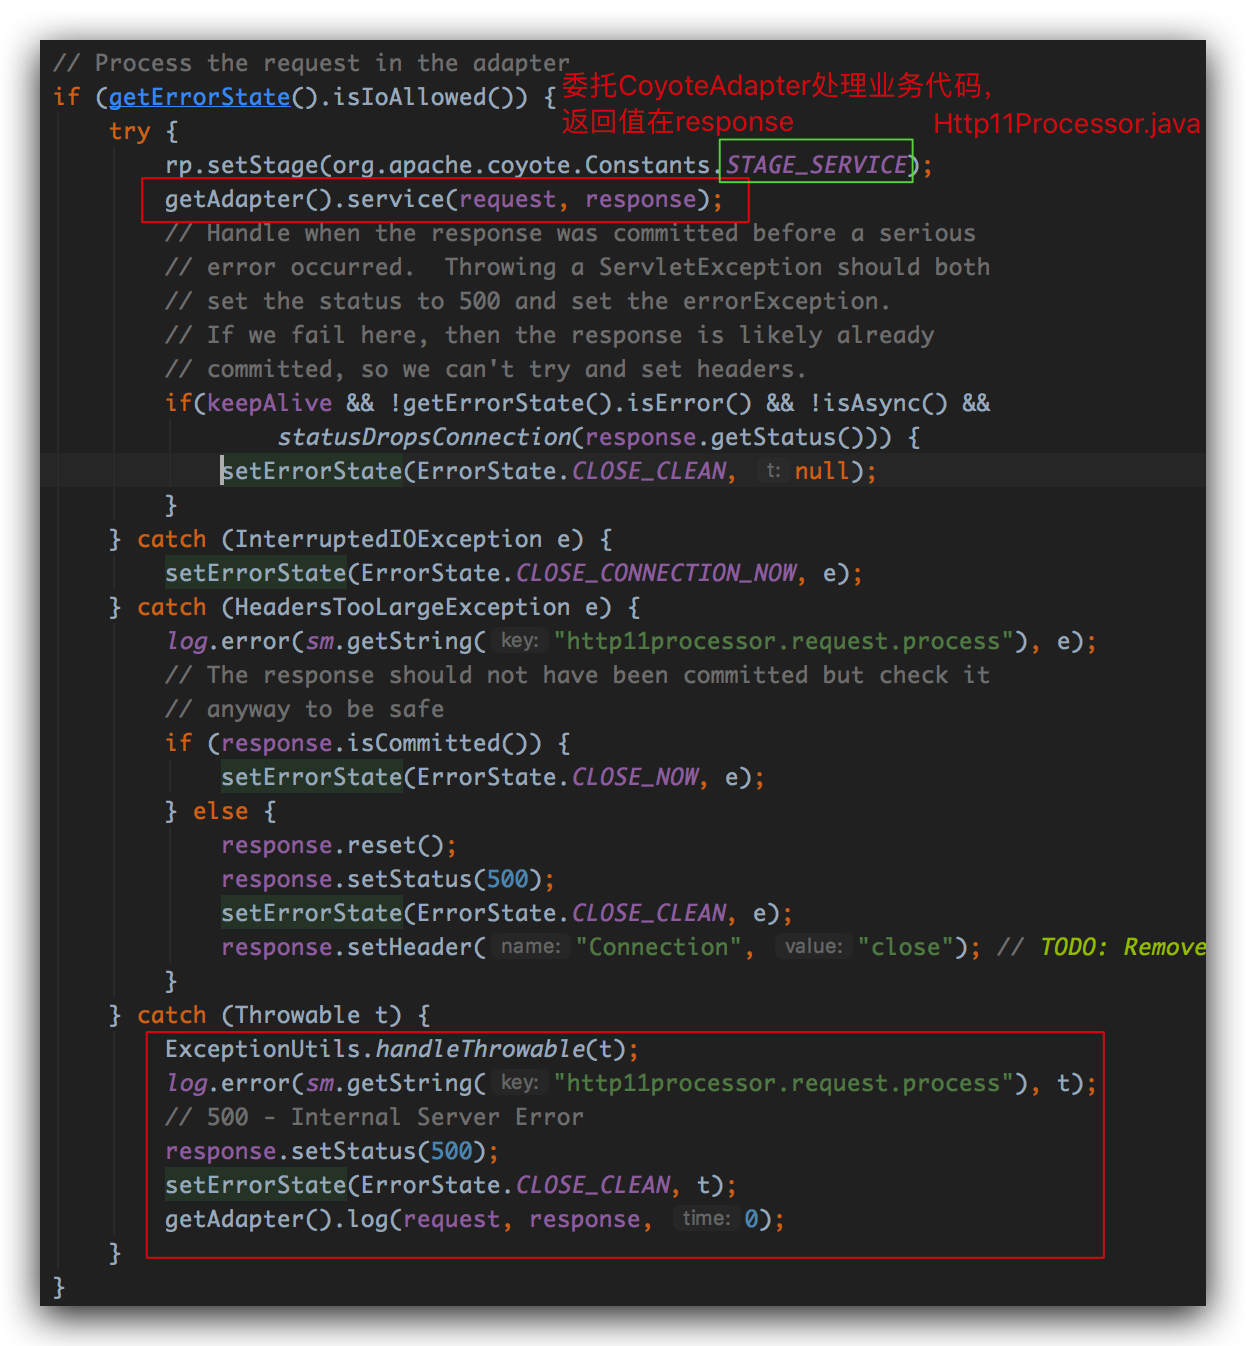 // Process the request in the adapter
if (getErrorState().isIoAllowed()) {
委托CoyoteAdapter处理业务代码,
返回值在response
Http11Processor.java
try {
rp.setStage(org.apache.coyote.Constants.STAGE_SERVICE);
getAdapter().service(request, response);
// Handle when the response was committed before a serious
// error occurred.  Throwing a ServletException should both
// set the status to 500 and set the errorException.
// If we fail here, then the response is likely already
// committed, so we can't try and set headers.
if(keepAlive && !getErrorState().isError() && !isAsync() &&
statusDropsConnection(response.getStatus())) {
setErrorState(ErrorState.CLOSE_CLEAN, t: null);
}
} catch (InterruptedIOException e) {
setErrorState(ErrorState.CLOSE_CONNECTION_NOW, e);
} catch (HeadersTooLargeException e) {
log.error(sm.getString( key: "http11processor.request.process"), e);
// The response should not have been committed but check it
// anyway to be safe
if (response.isCommitted()) {
setErrorState(ErrorState.CLOSE_NOW, e);
} else {
response.reset();
response.setStatus(500);
setErrorState(ErrorState.CLOSE_CLEAN, e);
response.setHeader( name: "Connection", value: "close"); // TODO: Remove
}
} catch (Throwable t) {
ExceptionUtils.handleThrowable(t);
log.error(sm.getString( key: "http11processor.request.process"), t);
// 500 - Internal Server Error
response.setStatus(500);
setErrorState(ErrorState.CLOSE_CLEAN, t);
getAdapter().log(request, response, time: 0);
}
}